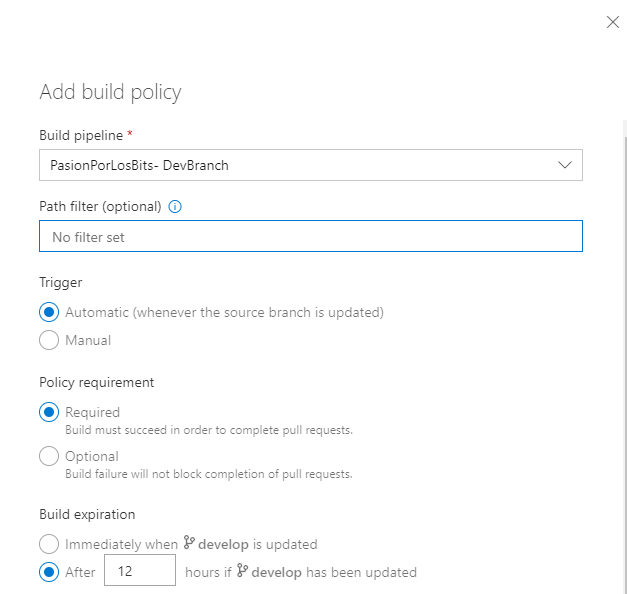 Add build policy
Build pipeline *
PasionPorLosBits- DevBranch
Path filter (optional)
No filter set
Trigger
Automatic (whenever the source branch is updated)
Manual
Policy requirement
Required
Build must succeed in order to complete pull requests.
Optional
Build failure will not block completion of pull requests.
Build expiration
Immediately when develop is updated
After 12 hours if develop has been updated